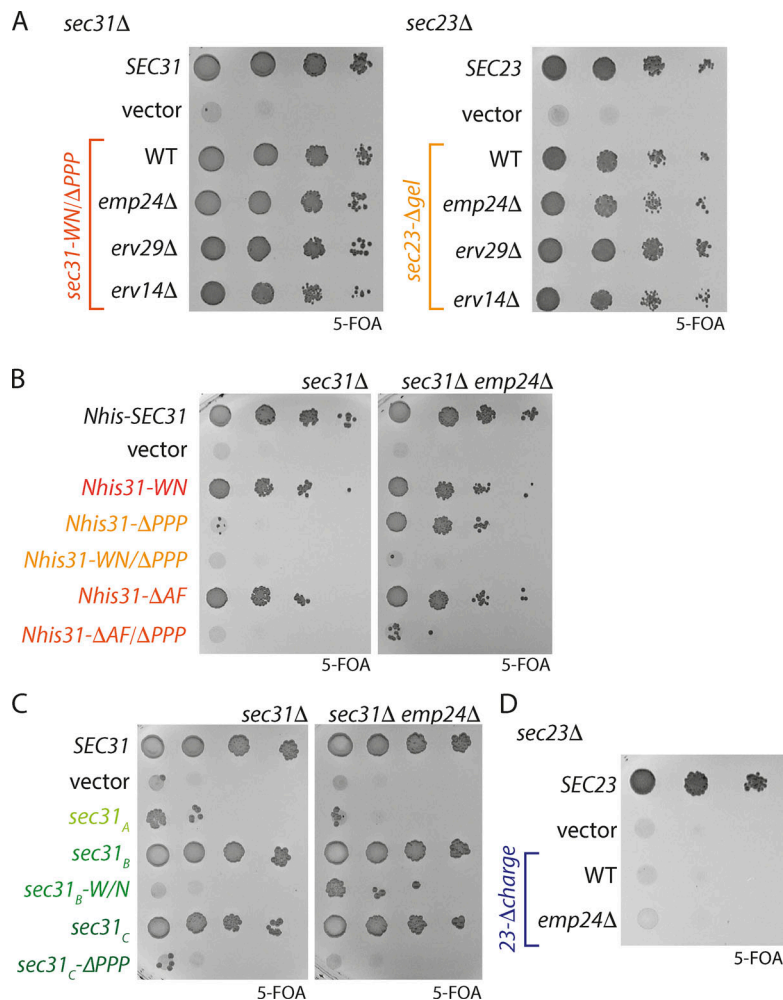 A
sec31Δ
SEC31
vector
WT
emp24Δ
erv29Δ
erv14Δ
sec31-WN/ΔPPP
5-FOA
sec23Δ
SEC23
vector
WT
emp24Δ
erv29Δ
erv14Δ
sec23-Δgel
5-FOA
B
sec31Δ
sec31Δ emp24Δ
Nhis-SEC31
vector
Nhis31-WN
Nhis31-ΔPPP
Nhis31-WN/ΔPPP
Nhis31-ΔAF
Nhis31-ΔAF/ΔPPP
5-FOA
5-FOA
C
sec31Δ
sec31Δ emp24Δ
SEC31
vector
sec31A
sec31B
sec31B-W/N
sec31C
sec31C-ΔPPP
5-FOA
5-FOA
D
sec23Δ
SEC23
vector
WT
emp24Δ
23-Δcharge
5-FOA